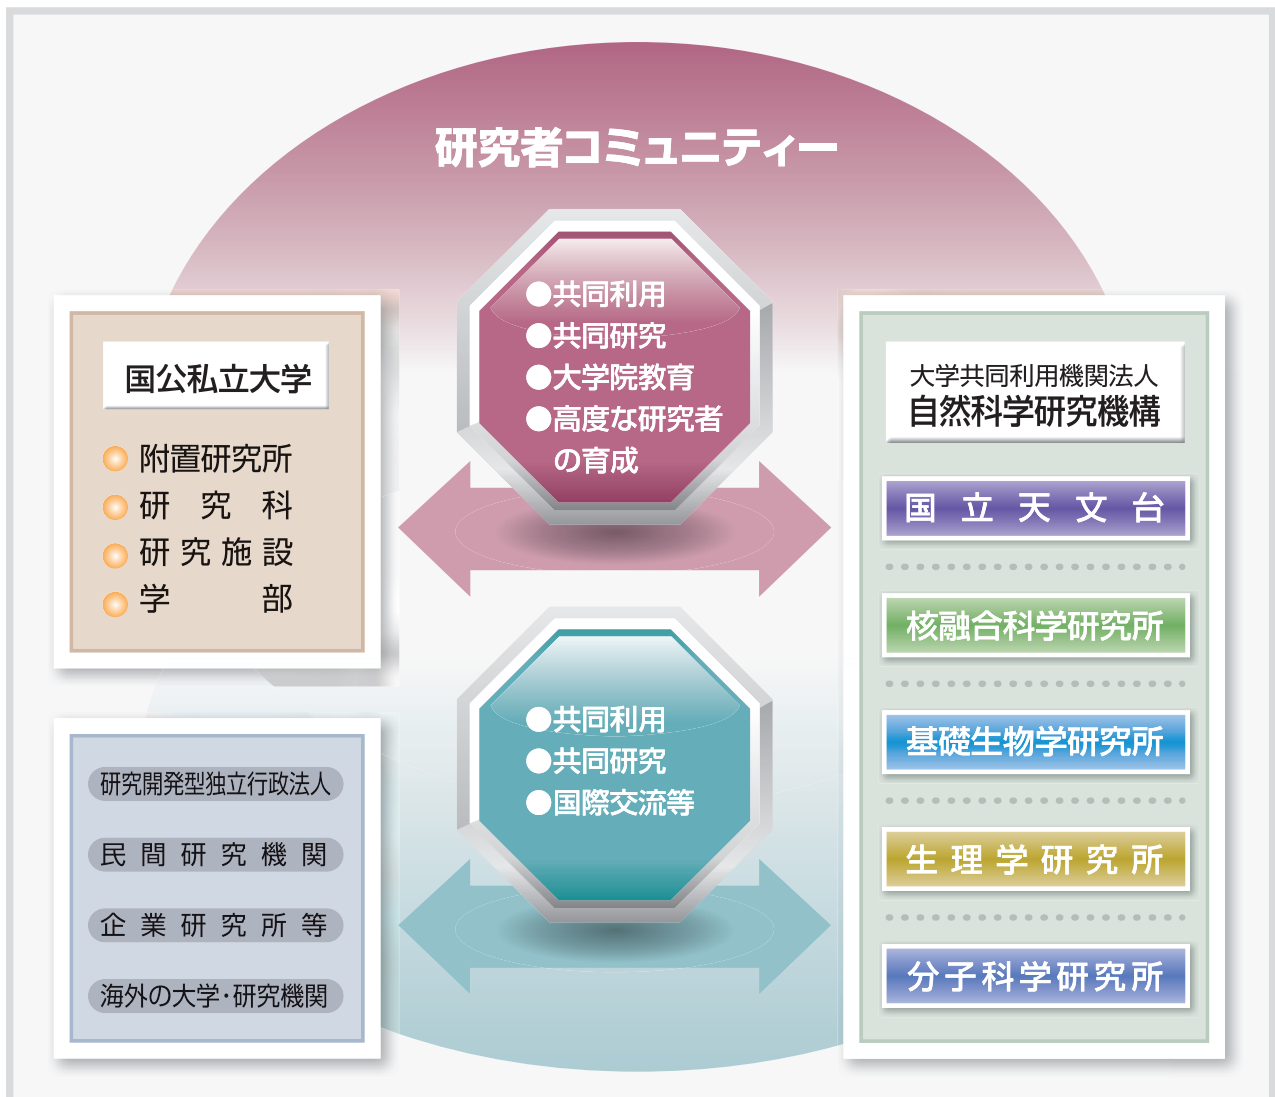 研究者コミュニティー
●共同利用
●共同研究
●大学院教育
●高度な研究者
の育成
国公私立大学
附置研究所
研究科
研究施設
学部
●共同利用
●共同研究
●国際交流等
研究開発型独立行政法人
民間研究機関
企業研究所等
海外の大学・研究機関
大学共同利用機関法人
自然科学研究機構
国立天文台
核融合科学研究所
基礎生物学研究所
生理学研究所
分子科学研究所